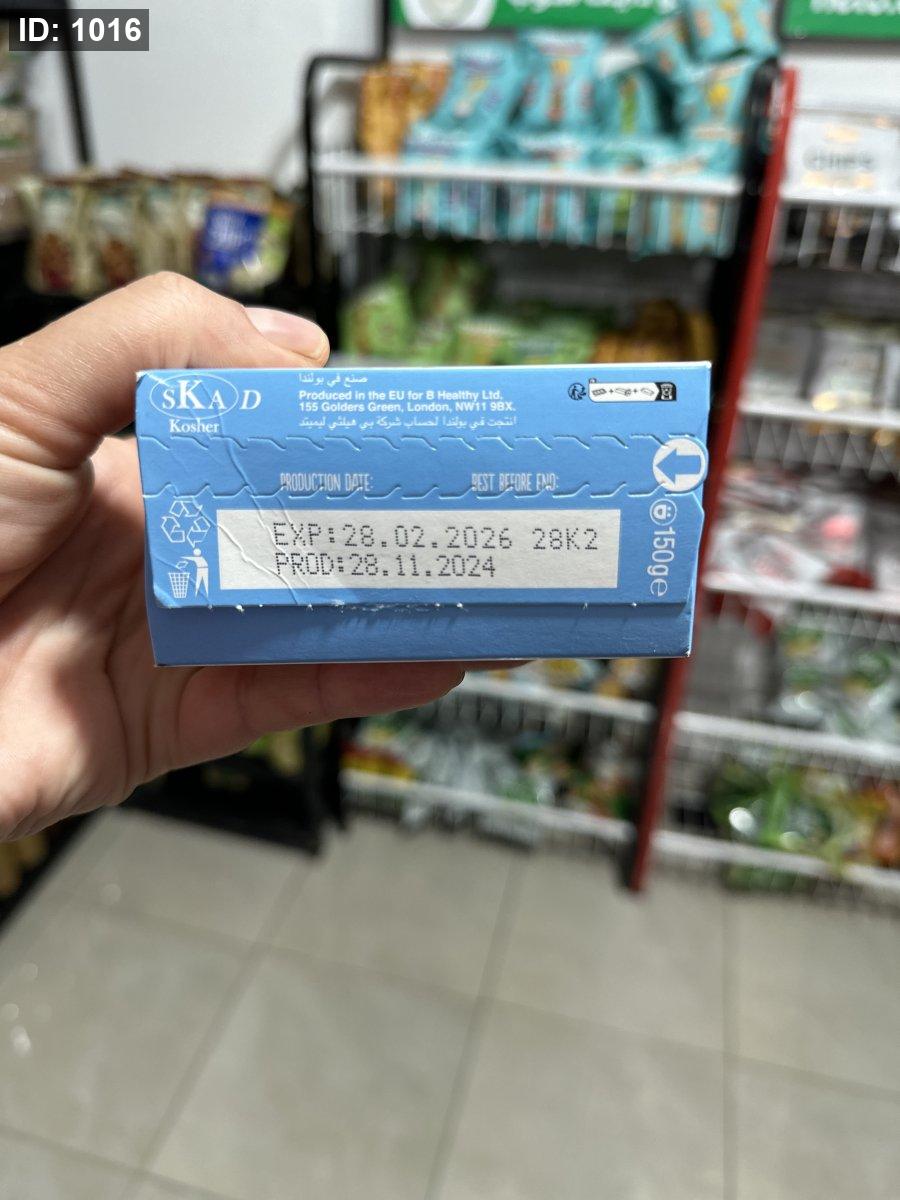 ID: 1016
SKA D
Kosher
صنع في بولندا
Produced in the EU for B Healthy Ltd,
155 Golders Green, London, NW11 9BX.
انتجت في بولندا لحساب شركة بي هيلثي ليميتد
PRODUCTION DATE:
BEST BEFORE END:
EXP:28.02.2026 28K2
PROD:28.11.2024
150g e